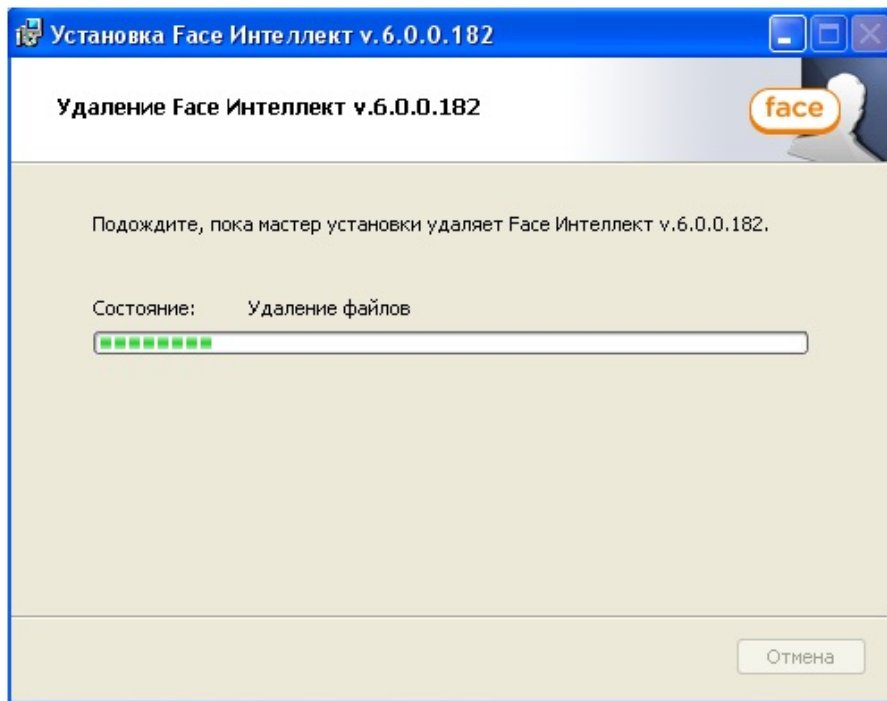 Установка Face Интеллект v.6.0.0.182
Удаление Face Интеллект v.6.0.0.182
face
Подождите, пока мастер установки удаляет Face Интеллект v.6.0.0.182.
Состояние: Удаление файлов
Отмена